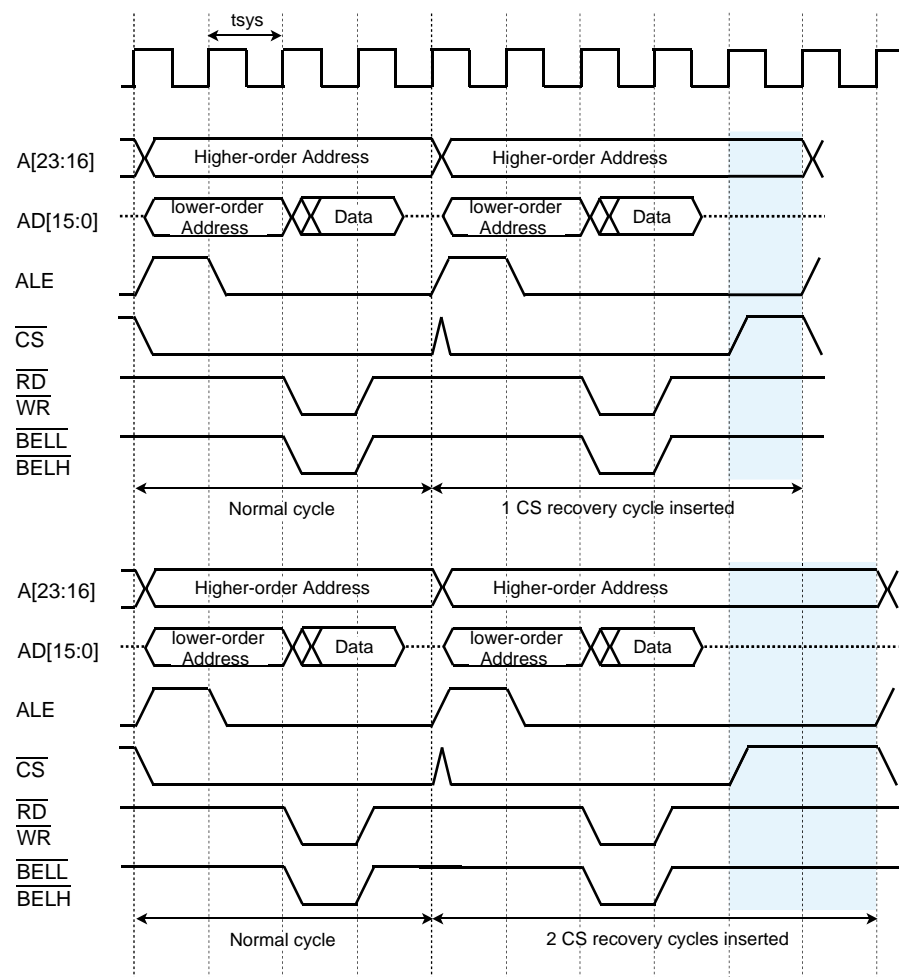 tsys
A[23:16]
Higher-order Address
Higher-order Address
AD[15:0]
lower-order
Address
Data
lower-order
Address
Data
ALE
CS
RD
WR
BELL
BELH
Normal cycle
1 CS recovery cycle inserted
A[23:16]
Higher-order Address
Higher-order Address
AD[15:0]
lower-order
Address
Data
lower-order
Address
Data
ALE
CS
RD
WR
BELL
BELH
Normal cycle
2 CS recovery cycles inserted